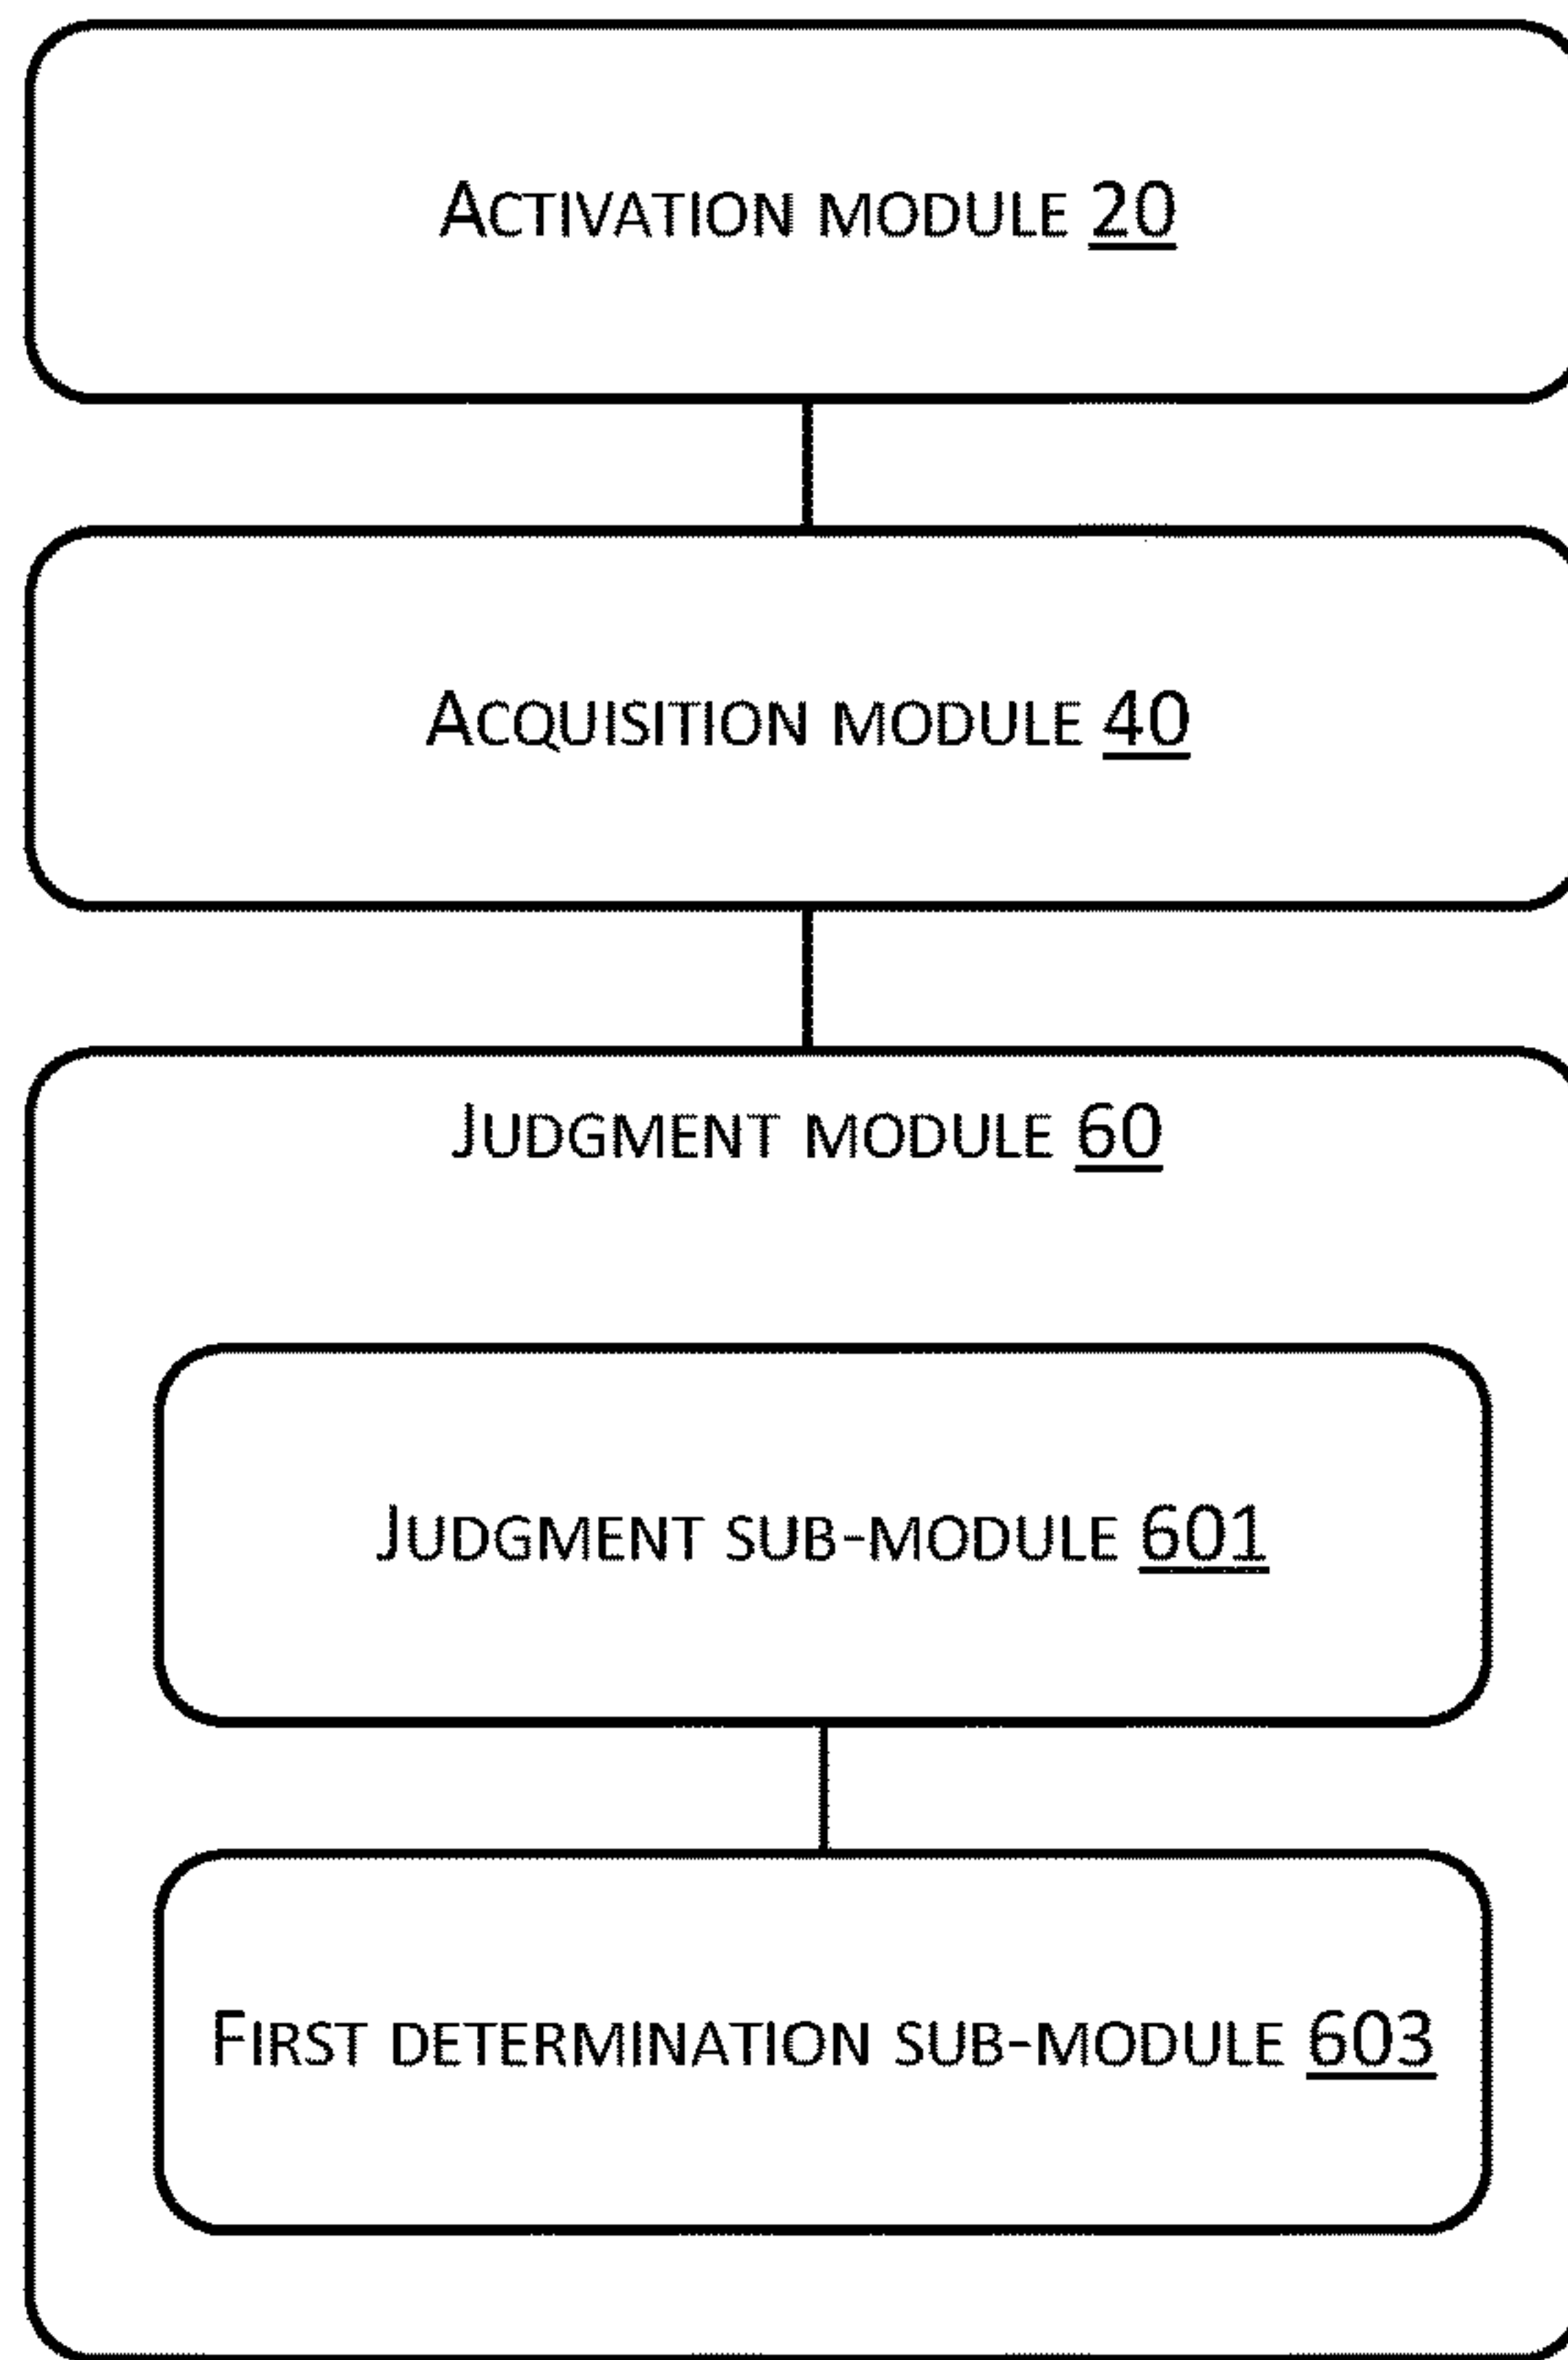 ACTIVATION MODULE 20
ACQUISITION MODULE 40
JUDGMENT MODULE 60
JUDGMENT SUB-MODULE 601
FIRST DETERMINATION SUB-MODULE 603